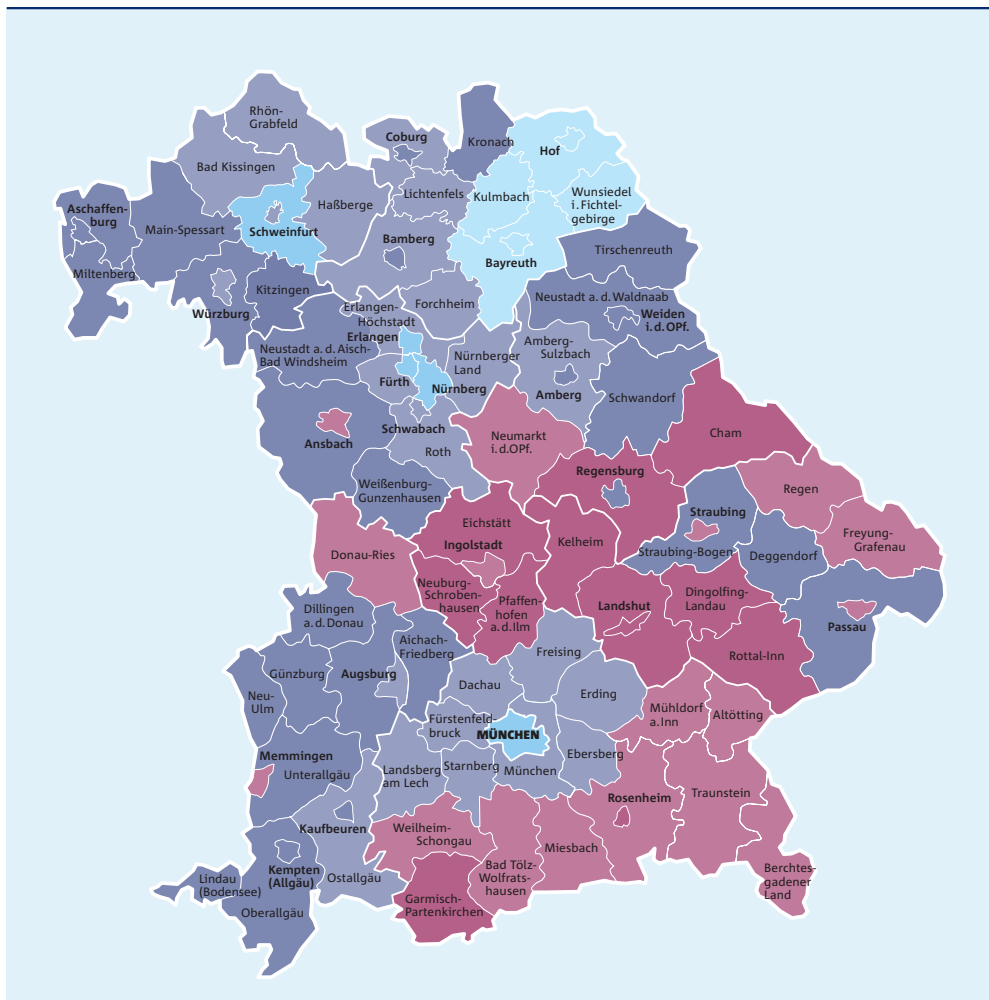 Rhön-
Grabfeld
Coburg
Kronach
Hof
Bad Kissingen
Lichtenfels
Kulmbach
Wunsiedel
i. Fichtel-
gebirge
Haßberge
Aschaffen-
burg
Main-Spessart
Schweinfurt
Bamberg
Tirschenreuth
Bayreuth
Miltenberg
Kitzingen
Neustadt a. d. Waldnaab
Erlangen-
Höchstadt
Forchheim
Würzburg
Weiden
i. d. OPf.
Erlangen
Amberg-
Sulzbach
Neustadt a. d. Aisch-
Bad Windsheim
Nürnberger
Land
Fürth
Nürnberg
Amberg
Schwandorf
Schwabach
Ansbach
Cham
Neumarkt
i. d. OPf.
Roth
Regensburg
Weißenburg-
Gunzenhausen
Regen
Straubing
Eichstätt
Freyung-
Grafenau
Ingolstadt
Kelheim
Straubing-Bogen
Deggendorf
Donau-Ries
Neuburg-
Schroben-
hausen
Pfaffen-
hofen
a. d. Ilm
Dingolfing-
Landau
Landshut
Dillingen
a. d. Donau
Passau
Aichach-
Friedberg
Freising
Rottal-Inn
Günzburg
Augsburg
Dachau
Erding
Neu-
Ulm
Mühldorf
a. Inn
Altötting
Fürstenfeld-
bruck
MÜNCHEN
Memmingen
Unterallgäu
Landsberg
am Lech
Starnberg
München
Ebersberg
Rosenheim
Traunstein
Kaufbeuren
Weilheim-
Schongau
Miesbach
Bad Tölz-
Wolfrats-
hausen
Berchtes-
gadener
Land
Kempten
(Allgäu)
Ostallgäu
Lindau
(Bodensee)
Garmisch-
Partenkirchen
Oberallgäu